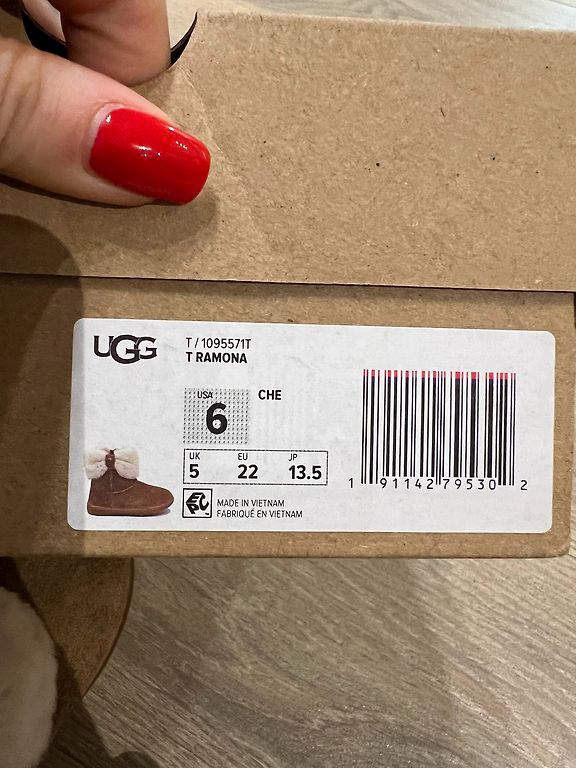 UGG
T / 1095571T
T RAMONA
USA
6
CHE
UK EU JP
5 22 13.5
MADE IN VIETNAM
FABRIQUÉ EN VIETNAM
1 91142 79530 2